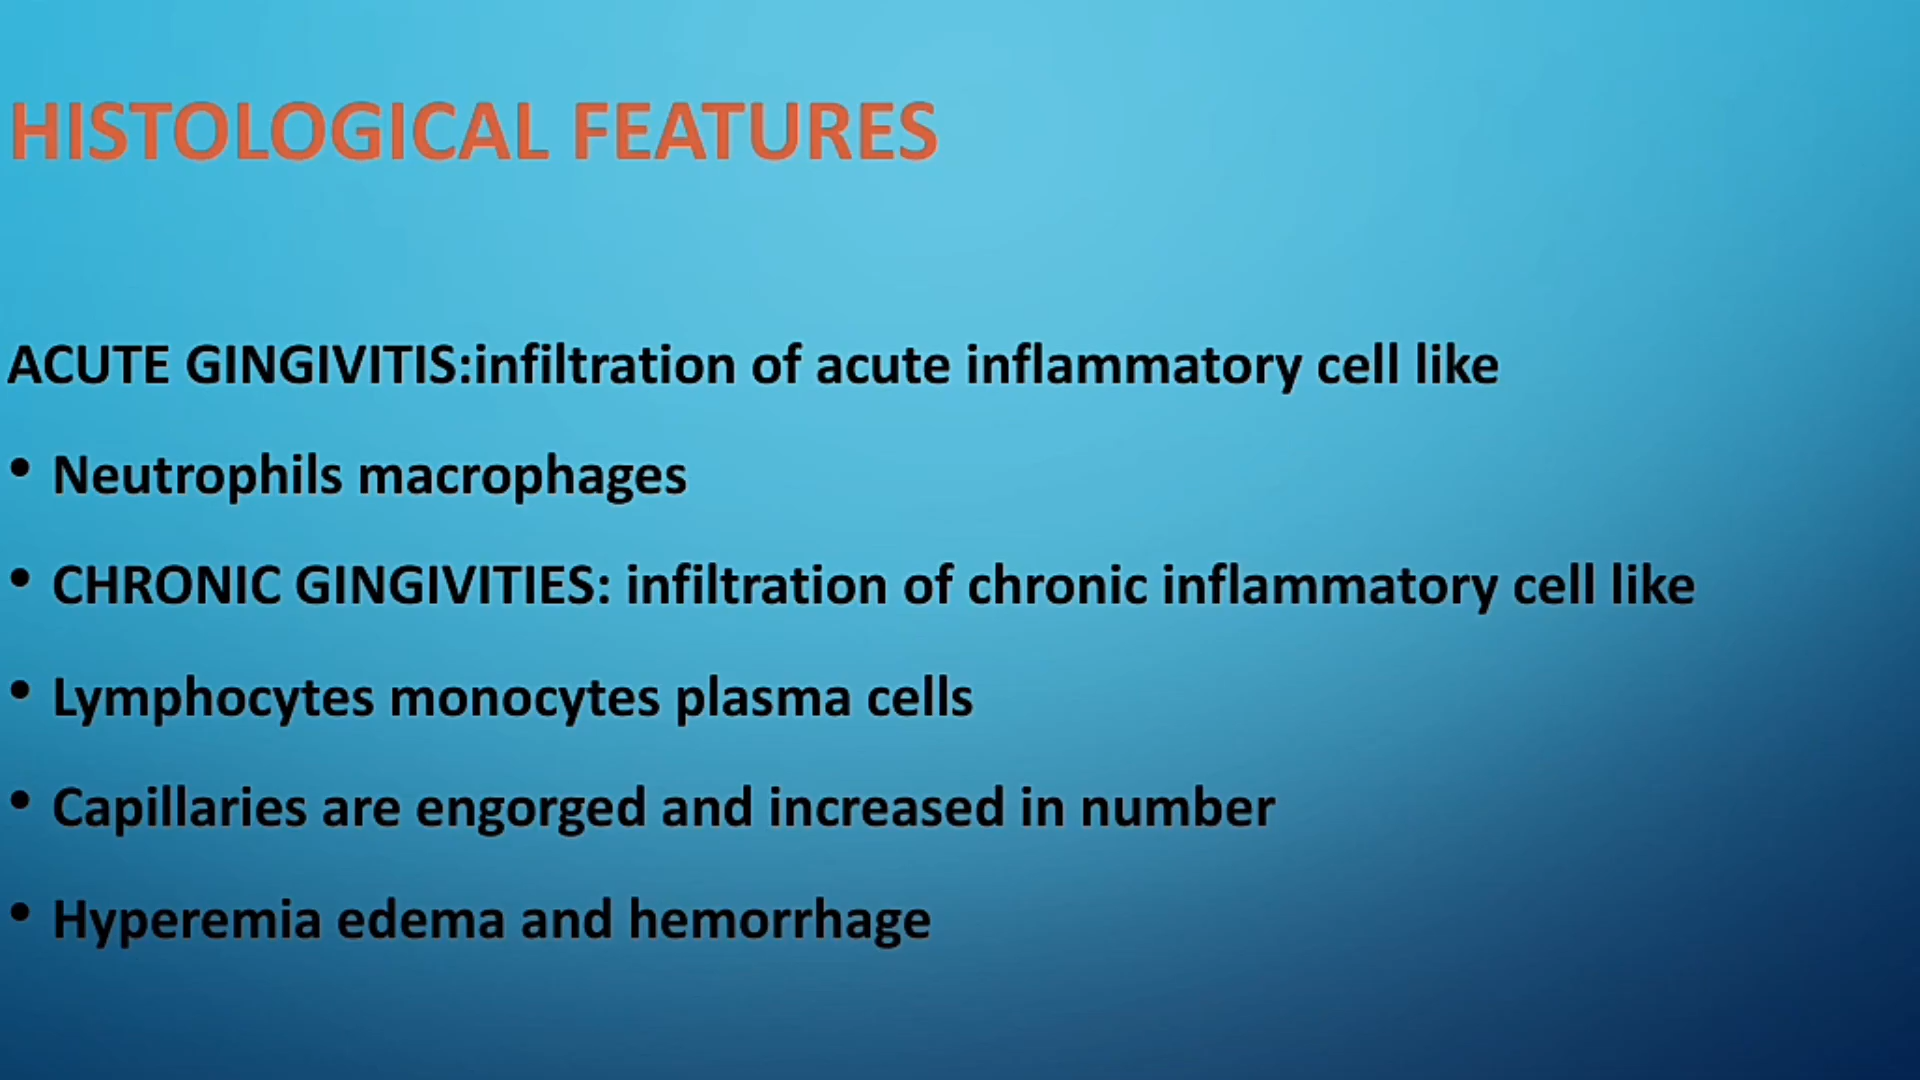 HISTOLOGICAL FEATURES
ACUTE GINGIVITIS:infiltration of acute inflammatory cell like
• Neutrophils macrophages
• CHRONIC GINGIVITIES: infiltration of chronic inflammatory cell like
• Lymphocytes monocytes plasma cells
• Capillaries are engorged and increased in number
• Hyperemia edema and hemorrhage